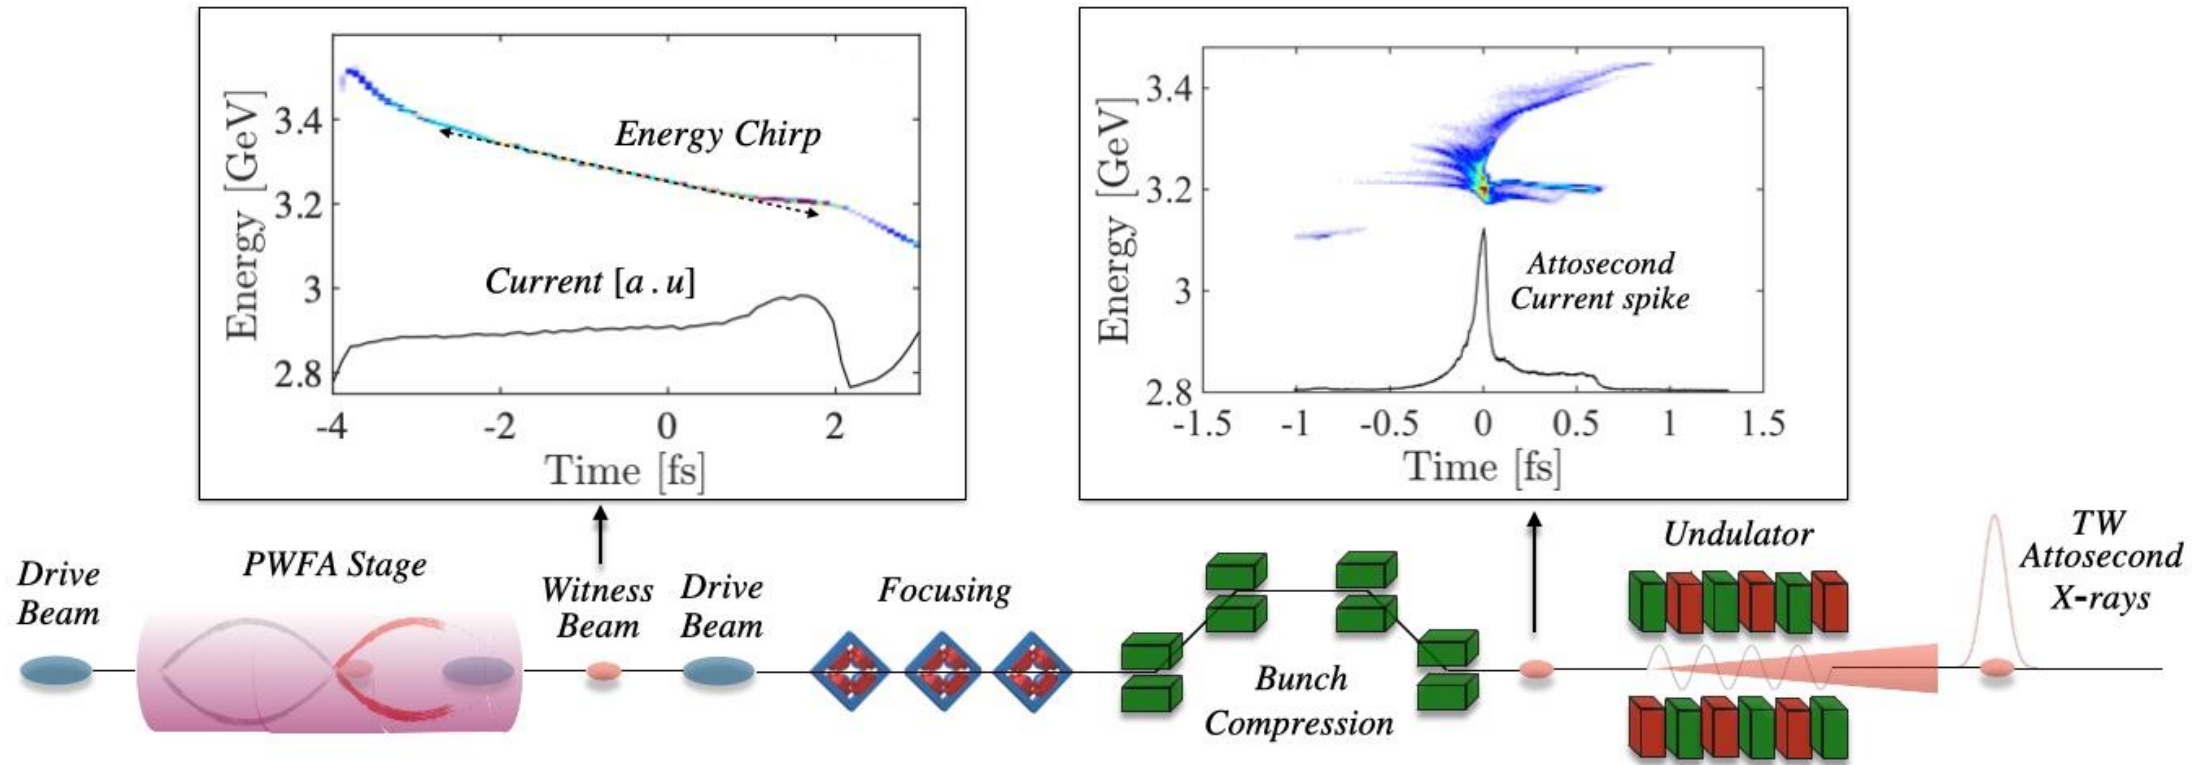 Energy [GeV]
3.4
3.2
3
2.8
Energy Chirp
Current [a.u]
-4
-2
0
2
Time [fs]
Energy [GeV]
3.4
3.2
3
2.8
Attosecond
Current spike
-1.5
-1
-0.5
0
0.5
1
1.5
Time [fs]
Drive
Beam
PWFA Stage
Witness
Beam
Drive
Beam
Focusing
Bunch
Compression
Undulator
TW
Attosecond
X-rays